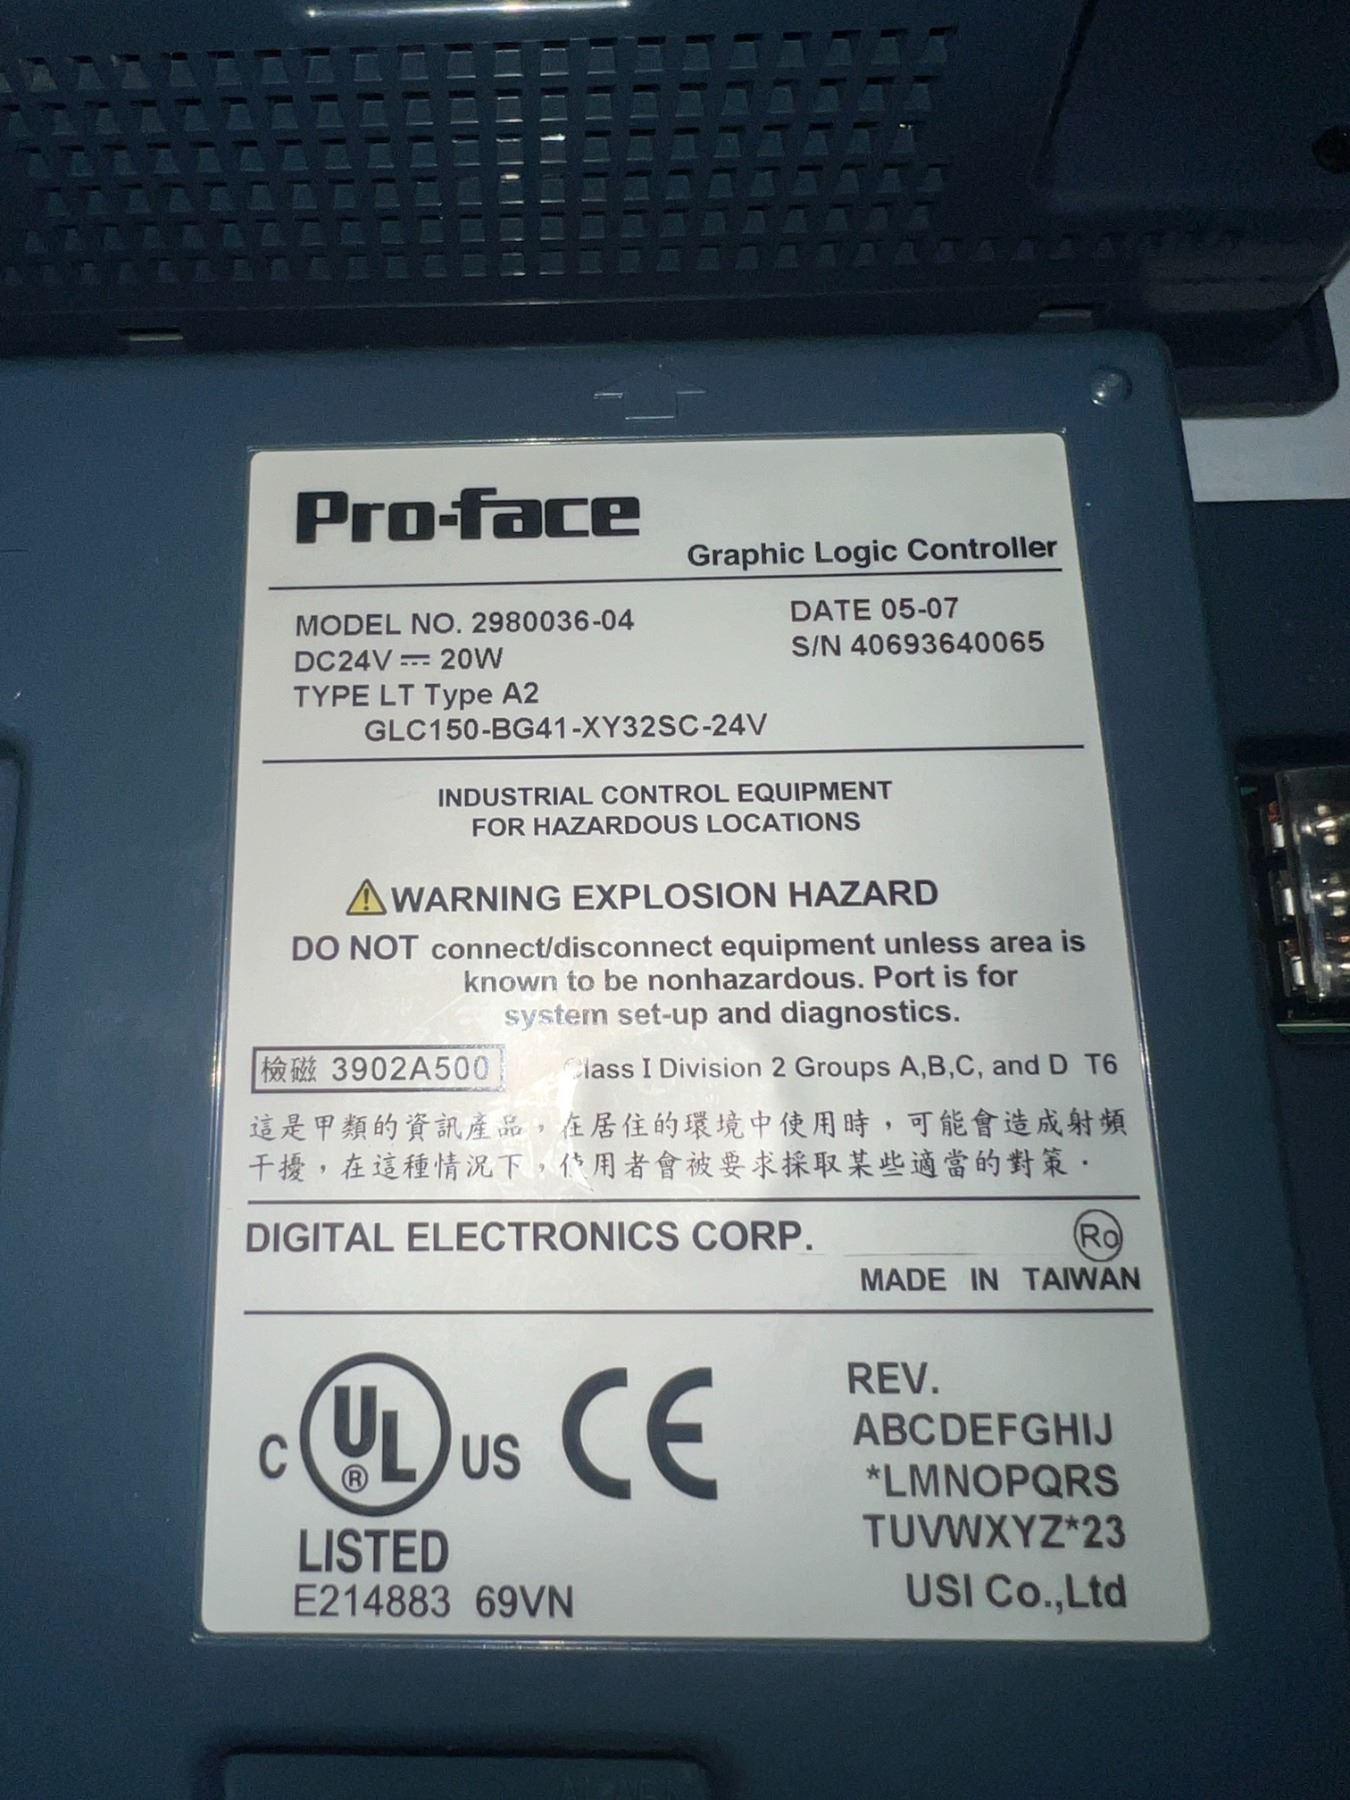 Pro-face
Graphic Logic Controller
MODEL NO. 2980036-04
DATE 05-07
DC24V ⎓ 20W
S/N 40693640065
TYPE LT Type A2
GLC150-BG41-XY32SC-24V
INDUSTRIAL CONTROL EQUIPMENT
FOR HAZARDOUS LOCATIONS
⚠WARNING EXPLOSION HAZARD
DO NOT connect/disconnect equipment unless area is
known to be nonhazardous. Port is for
system set-up and diagnostics.
檢磁 3902A500 Class I Division 2 Groups A,B,C, and D T6
這是甲類的資訊產品，在居住的環境中使用時，可能會造成射頻
干擾，在這種情況下，使用者會被要求採取某些適當的對策．
DIGITAL ELECTRONICS CORP.
Ro
MADE IN TAIWAN
C UL ® US CE
LISTED
E214883 69VN
REV.
ABCDEFGHIJ
*LMNOPQRS
TUVWXYZ*23
USI Co.,Ltd